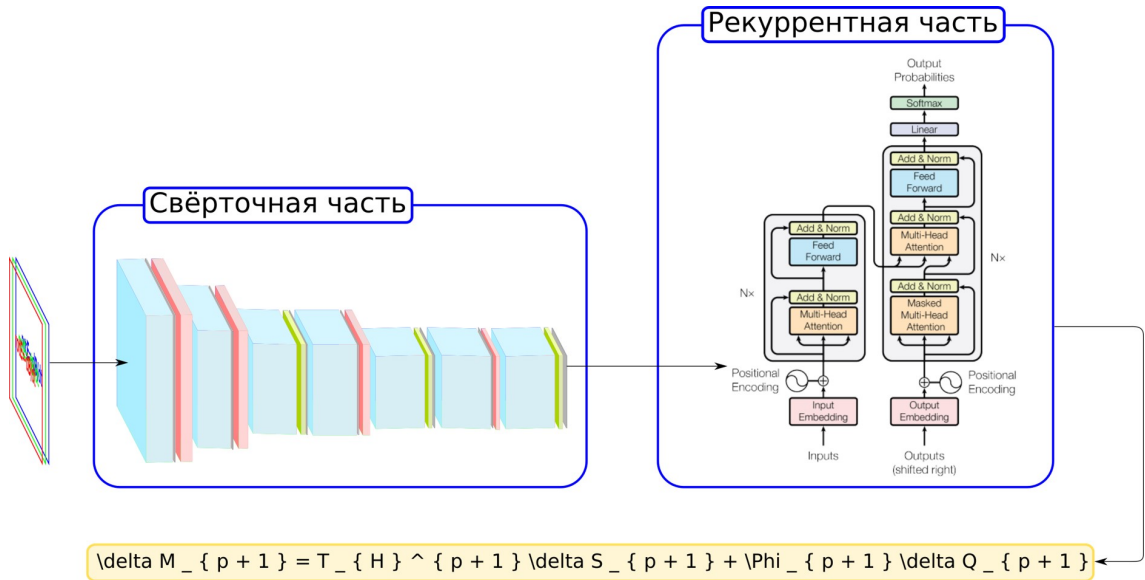 Рекуррентная часть
Output
Probabilities
Softmax
Linear
Add & Norm
Feed
Forward
Add & Norm
Multi-Head
Attention
Add & Norm
Masked
Multi-Head
Attention
Nx
Positional
Encoding
Output
Embedding
Outputs
(shifted right)
Add & Norm
Feed
Forward
Add & Norm
Multi-Head
Attention
Nx
Positional
Encoding
Input
Embedding
Inputs
Свёрточная часть
\delta M _ { p + 1 } = T _ { H } ^ { p + 1 } \delta S _ { p + 1 } + \Phi _ { p + 1 } \delta Q _ { p + 1 }